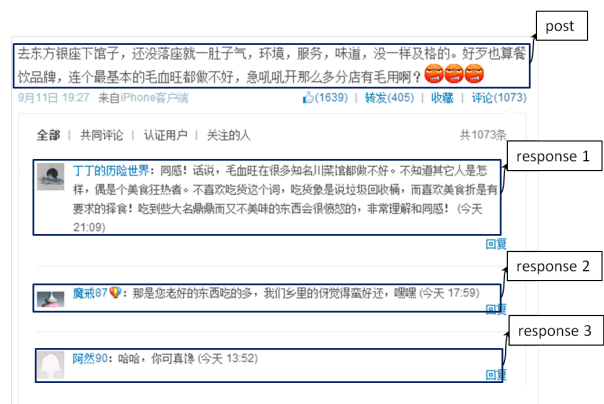 post
去东方银座下馆子，还没落座就一肚子气，环境，服务，味道，没一样及格的。好歹也算餐
饮品牌，连个最基本的毛血旺都做不好，急吼吼开那么多分店有毛用啊？
9月11日 19:27 来自iPhone客户端 (1639) | 转发(405) | 收藏 | 评论(1073)
全部 | 共同评论 | 认证用户 | 关注的人 共1073条
response 1
丁丁的历险世界：同感！话说，毛血旺在很多知名川菜馆都做不好。不知道其它人是怎
样，偶是个美食狂热者。不喜欢吃货这个词，吃货象是说垃圾回收桶，而喜欢美食折是有
要求的择食！吃到些大名鼎鼎而又不美味的东西会很愤怒的，非常理解和同感！ (今天
21:09)
回复
response 2
魔戒87：那是您老好的东西吃的多，我们乡里的伢觉得蛮好还，嘿嘿 (今天 17:59)
回复
response 3
阿然90：哈哈，你可真馋 (今天 13:52)
回复